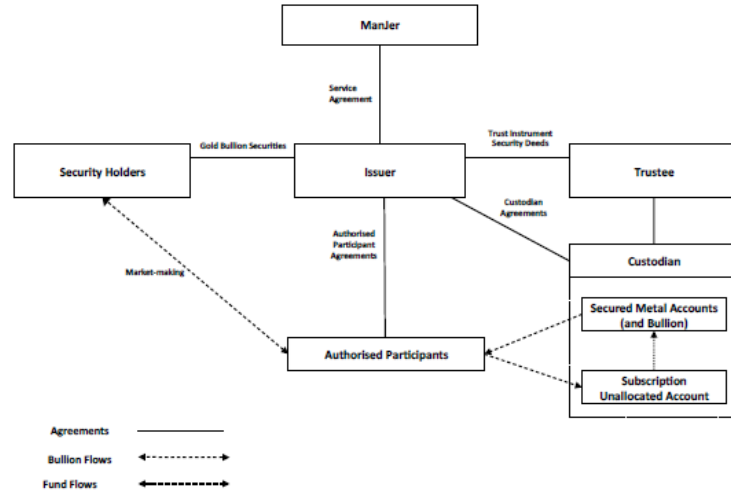 ManJer
Service
Agreement
Gold Bullion Securities
Trust Instrument
Security Deeds
Security Holders
Issuer
Trustee
Custodian
Agreements
Authorised
Participant
Agreements
Market-making
Custodian
Secured Metal Accounts
(and Bullion)
Authorised Participants
Subscription
Unallocated Account
Agreements
Bullion Flows
Fund Flows